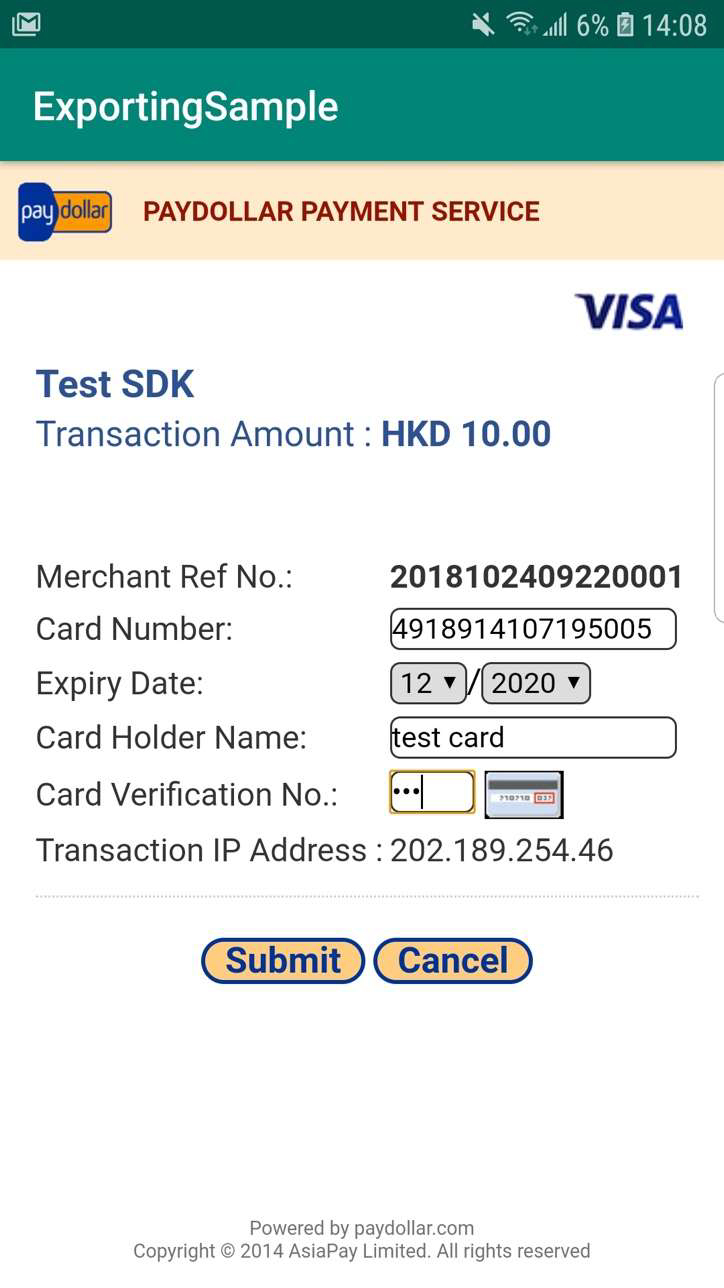 6% 14:08
ExportingSample
pay dollar PAYDOLLAR PAYMENT SERVICE
VISA
Test SDK
Transaction Amount : HKD 10.00
Merchant Ref No.: 2018102409220001
Card Number: 4918914107195005
Expiry Date: 12 / 2020
Card Holder Name: test card
Card Verification No.: •••
Transaction IP Address : 202.189.254.46
Submit Cancel
Powered by paydollar.com
Copyright © 2014 AsiaPay Limited. All rights reserved